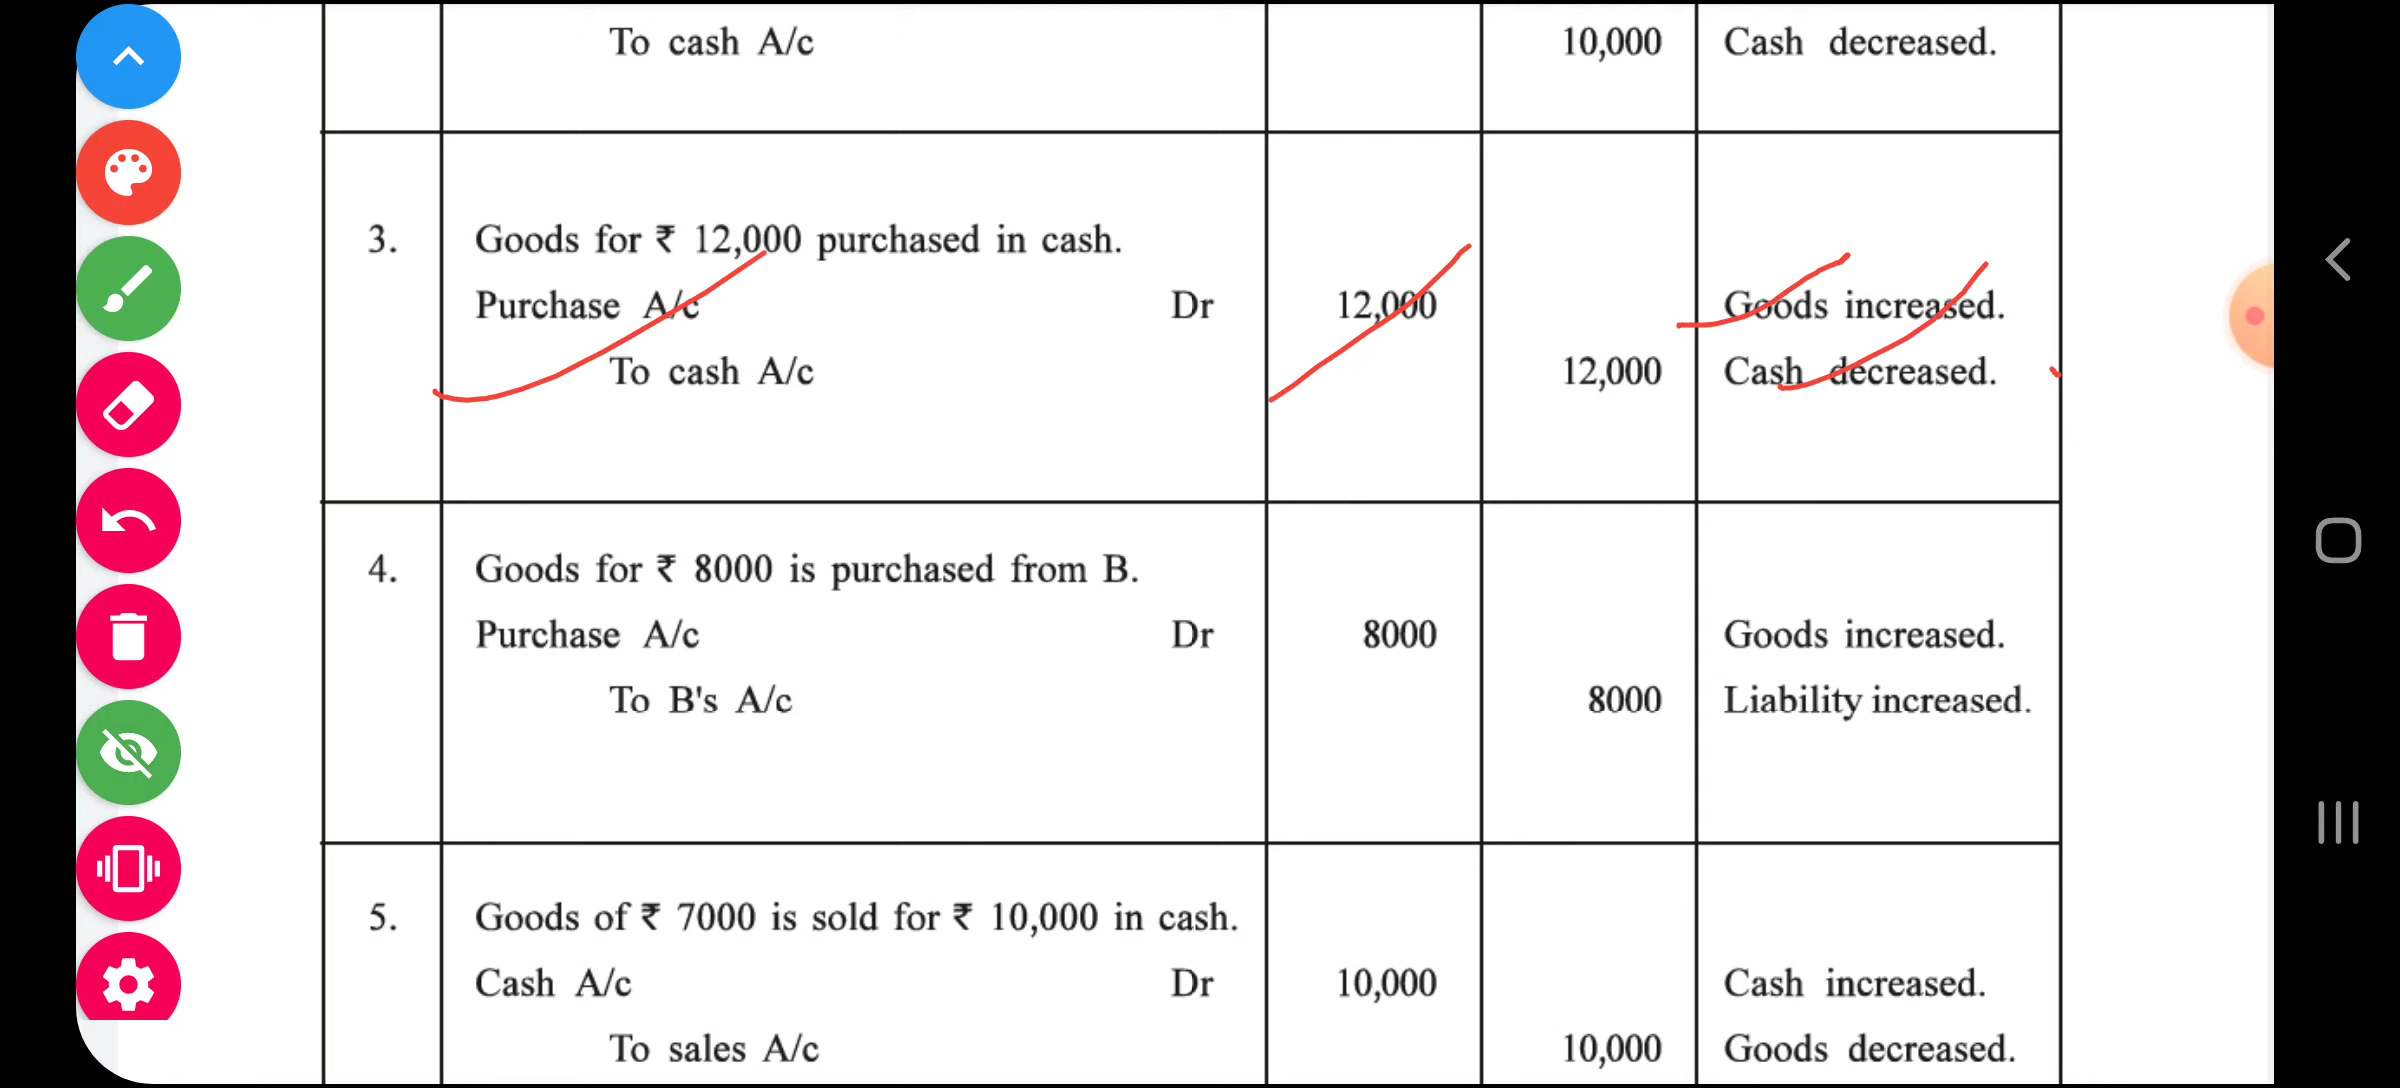 To cash A/c 10,000 Cash decreased.
3. Goods for ₹ 12,000 purchased in cash.
Purchase A/c Dr 12,000 Goods increased.
To cash A/c 12,000 Cash decreased.
4. Goods for ₹ 8000 is purchased from B.
Purchase A/c Dr 8000 Goods increased.
To B's A/c 8000 Liability increased.
5. Goods of ₹ 7000 is sold for ₹ 10,000 in cash.
Cash A/c Dr 10,000 Cash increased.
To sales A/c 10,000 Goods decreased.